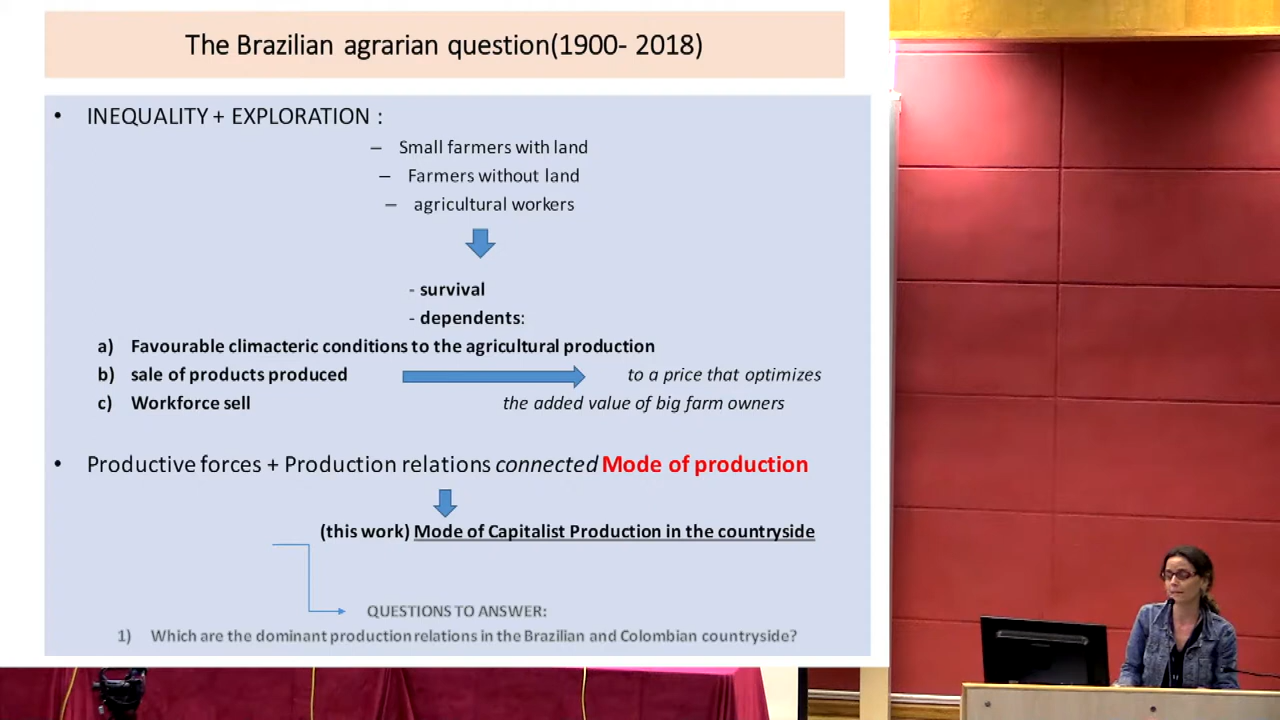 The Brazilian agrarian question(1900- 2018)
• INEQUALITY + EXPLORATION :
– Small farmers with land
– Farmers without land
– agricultural workers
- survival
- dependents:
a) Favourable climacteric conditions to the agricultural production
b) sale of products produced to a price that optimizes
c) Workforce sell the added value of big farm owners
• Productive forces + Production relations connected Mode of production
(this work) Mode of Capitalist Production in the countryside
QUESTIONS TO ANSWER:
1) Which are the dominant production relations in the Brazilian and Colombian countryside?